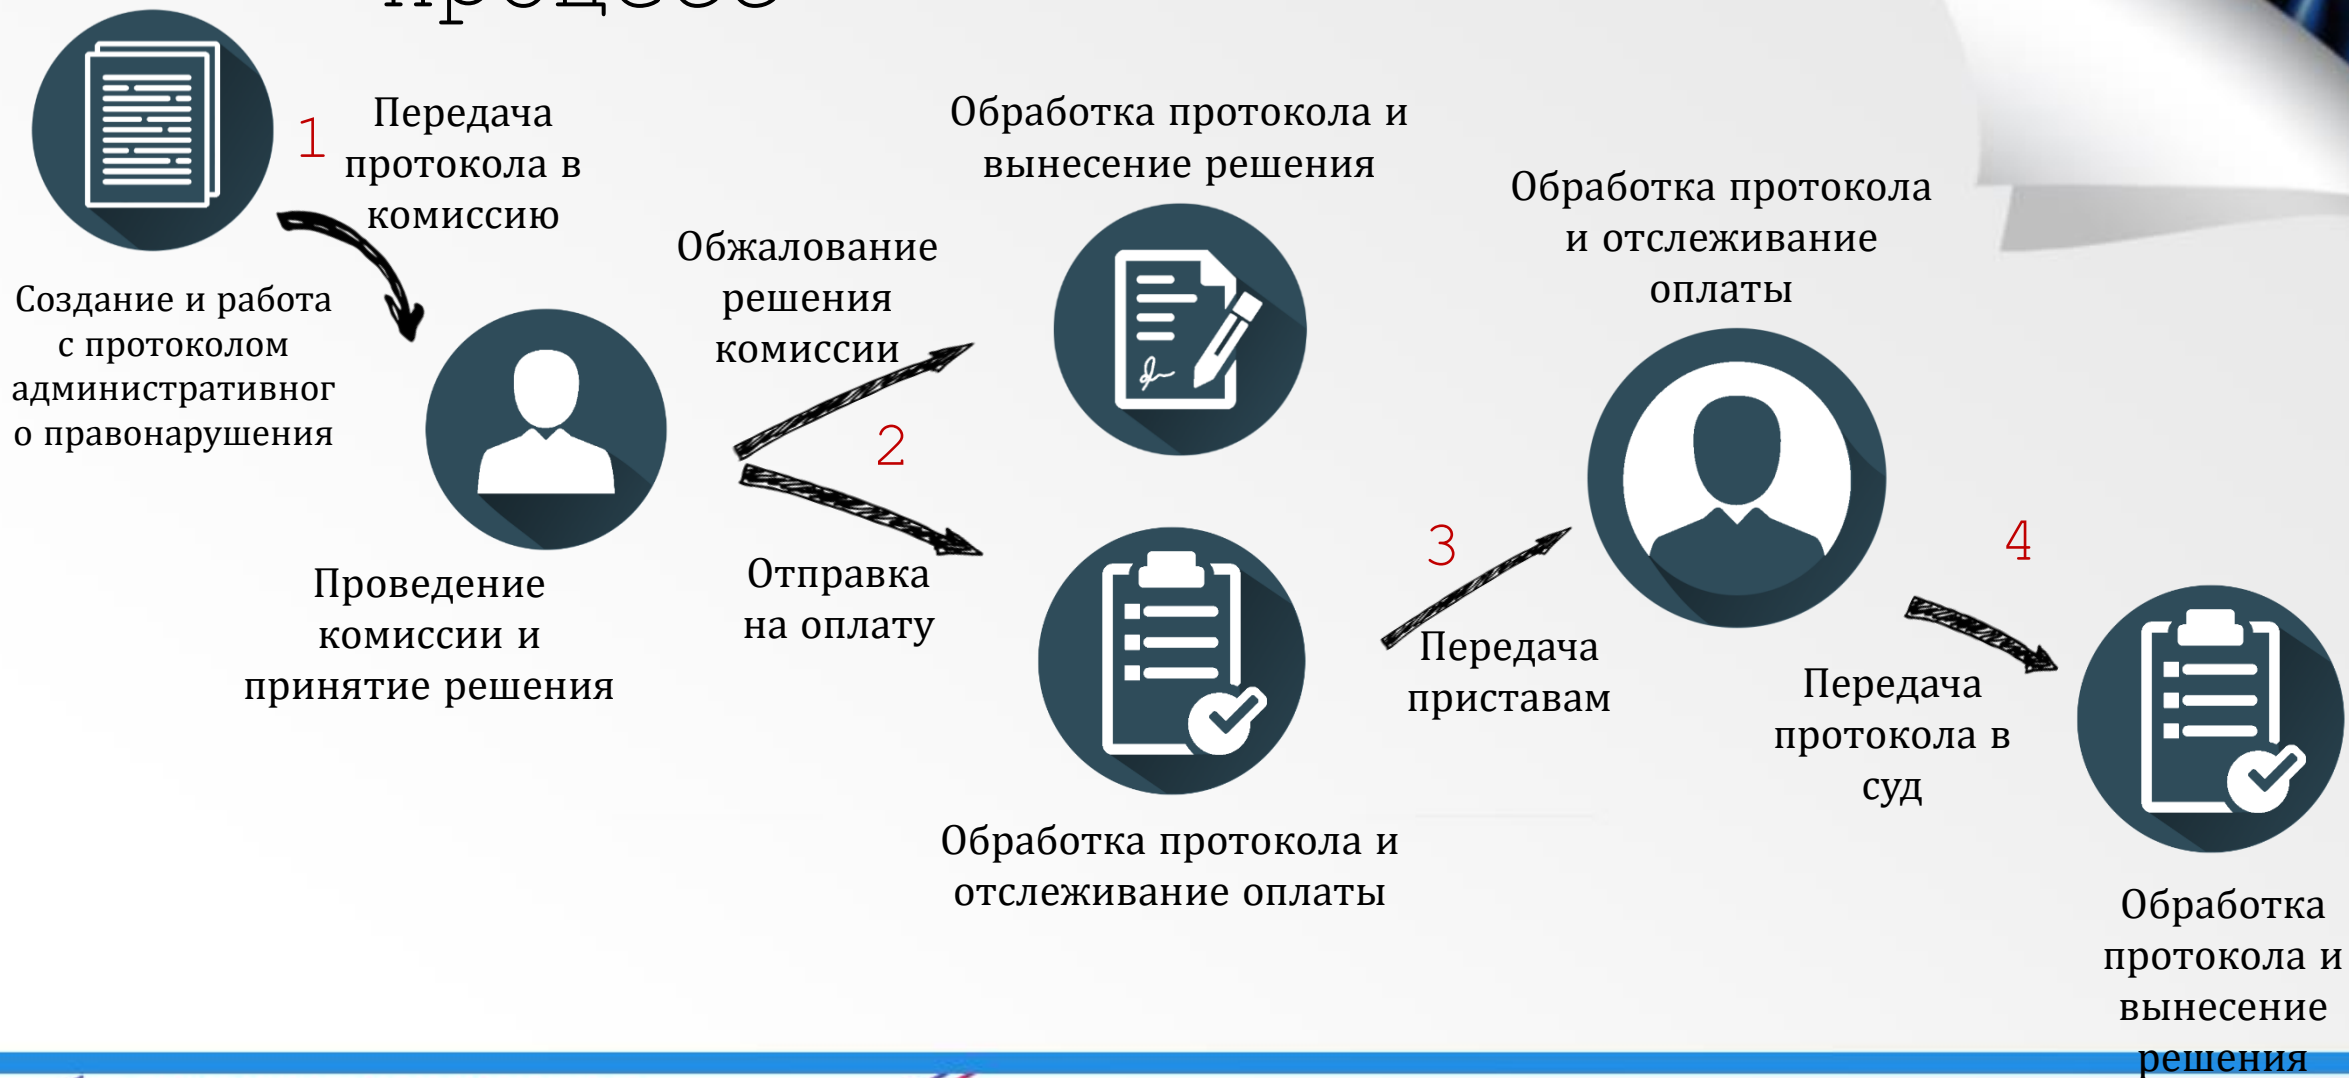 процесс
1
Передача
протокола в
комиссию
Создание и работа
с протоколом
административног
о правонарушения
Проведение
комиссии и
принятие решения
Обжалование
решения
комиссии
2
Отправка
на оплату
Обработка протокола и
вынесение решения
Обработка протокола и
отслеживание оплаты
3
Передача
приставам
Обработка протокола
и отслеживание
оплаты
4
Передача
протокола в
суд
Обработка
протокола и
вынесение
решения